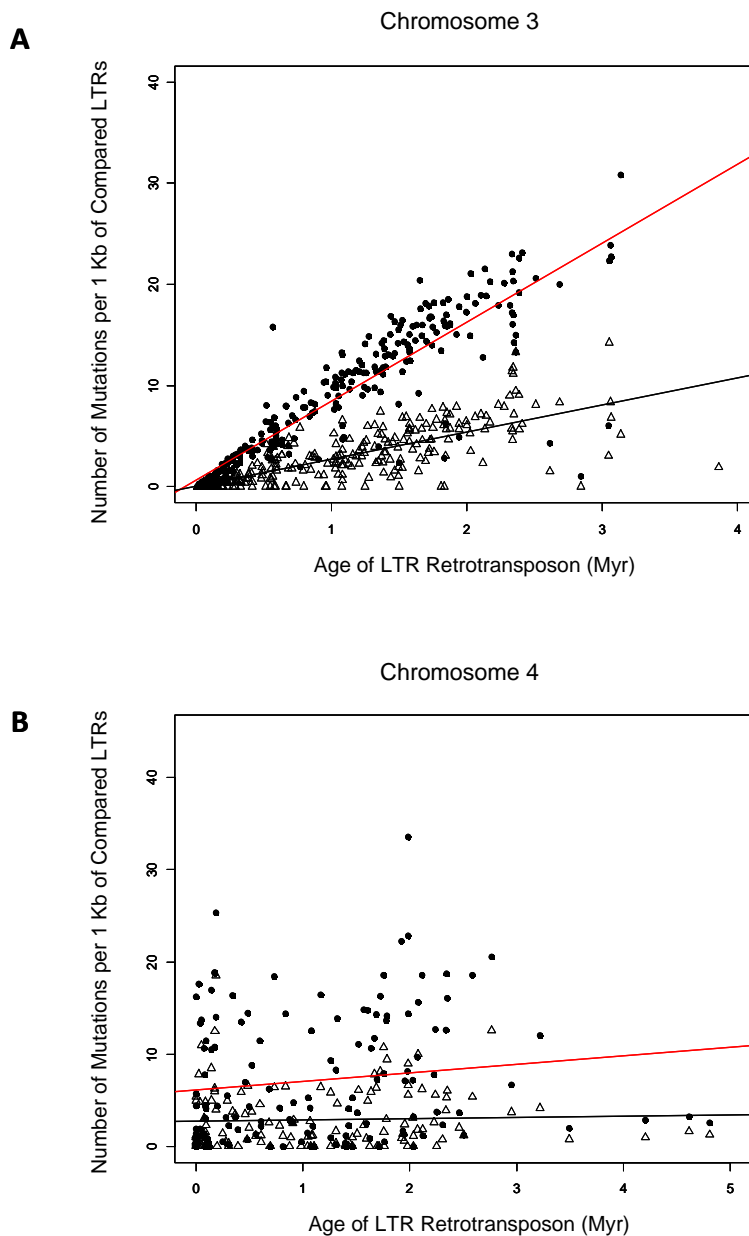 Chromosome 3
A
Number of Mutations per 1 Kb of Compared LTRs
40
30
20
10
0
0 1 2 3 4
Age of LTR Retrotransposon (Myr)
Chromosome 4
B
Number of Mutations per 1 Kb of Compared LTRs
40
30
20
10
0
0 1 2 3 4 5
Age of LTR Retrotransposon (Myr)